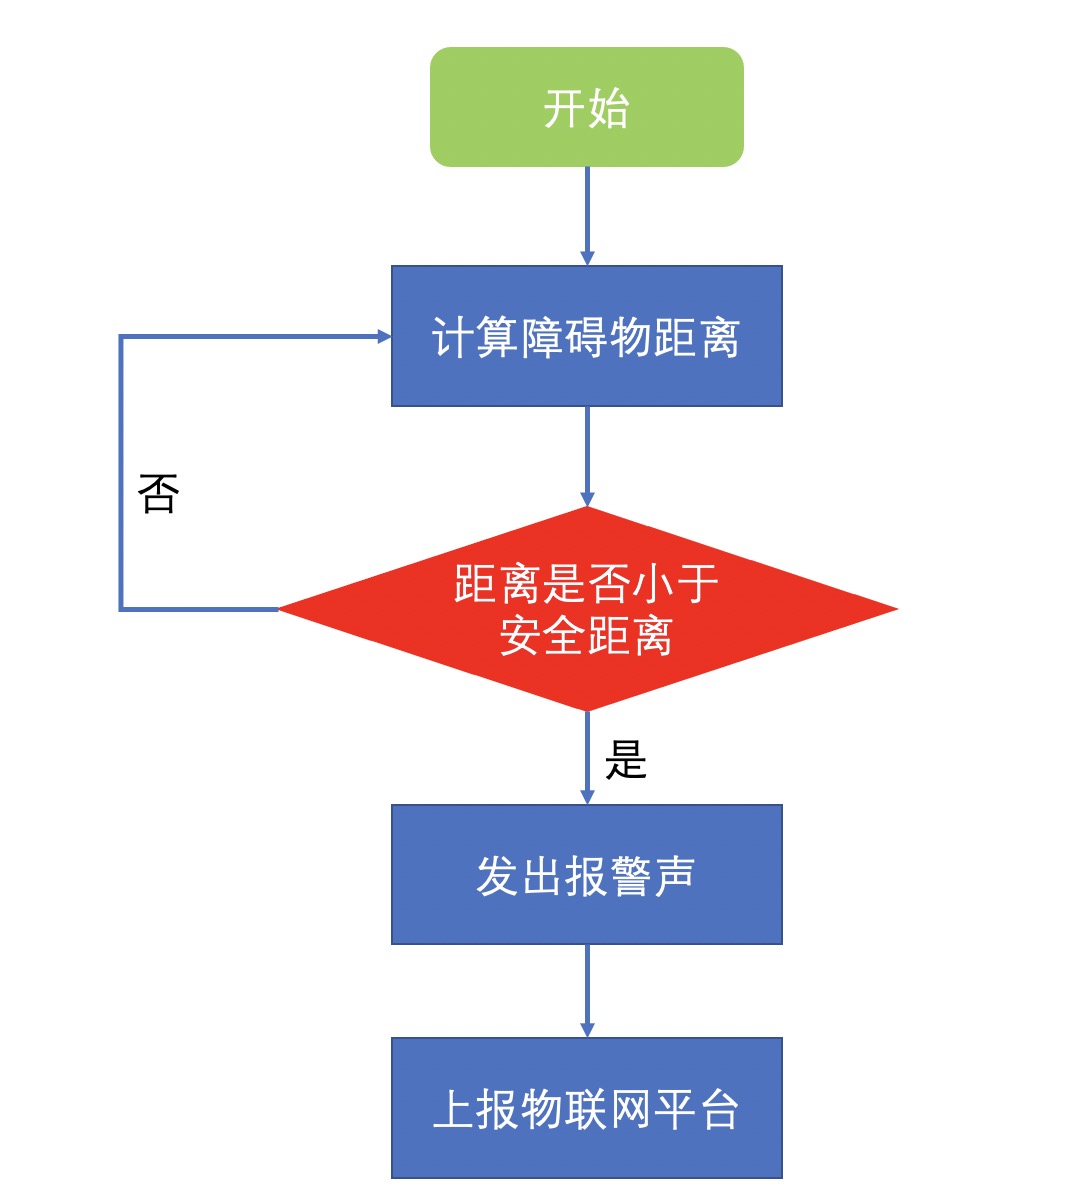 开始
计算障碍物距离
否
距离是否小于
安全距离
是
发出报警声
上报物联网平台